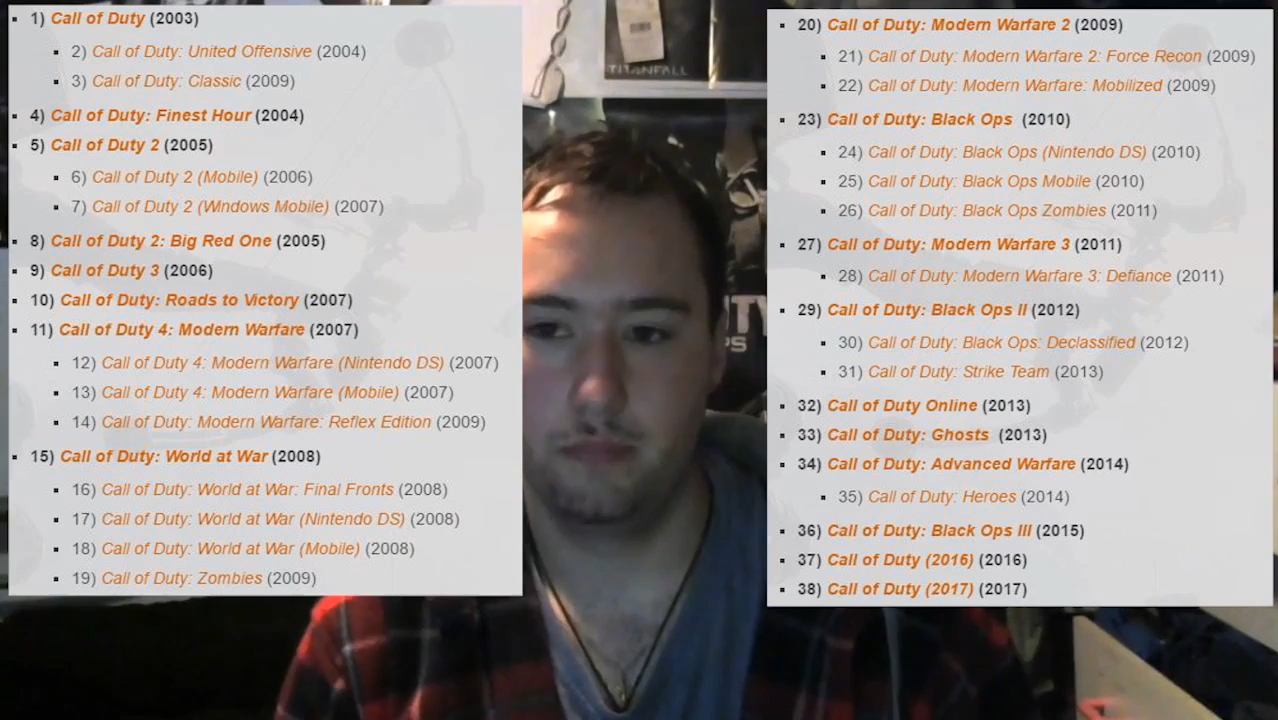 1) Call of Duty (2003)
2) Call of Duty: United Offensive (2004)
3) Call of Duty: Classic (2009)
4) Call of Duty: Finest Hour (2004)
5) Call of Duty 2 (2005)
6) Call of Duty 2 (Mobile) (2006)
7) Call of Duty 2 (Windows Mobile) (2007)
8) Call of Duty 2: Big Red One (2005)
9) Call of Duty 3 (2006)
10) Call of Duty: Roads to Victory (2007)
11) Call of Duty 4: Modern Warfare (2007)
12) Call of Duty 4: Modern Warfare (Nintendo DS) (2007)
13) Call of Duty 4: Modern Warfare (Mobile) (2007)
14) Call of Duty: Modern Warfare: Reflex Edition (2009)
15) Call of Duty: World at War (2008)
16) Call of Duty: World at War: Final Fronts (2008)
17) Call of Duty: World at War (Nintendo DS) (2008)
18) Call of Duty: World at War (Mobile) (2008)
19) Call of Duty: Zombies (2009)
TITANFALL
TY
PS
20) Call of Duty: Modern Warfare 2 (2009)
21) Call of Duty: Modern Warfare 2: Force Recon (2009)
22) Call of Duty: Modern Warfare: Mobilized (2009)
23) Call of Duty: Black Ops (2010)
24) Call of Duty: Black Ops (Nintendo DS) (2010)
25) Call of Duty: Black Ops Mobile (2010)
26) Call of Duty: Black Ops Zombies (2011)
27) Call of Duty: Modern Warfare 3 (2011)
28) Call of Duty: Modern Warfare 3: Defiance (2011)
29) Call of Duty: Black Ops II (2012)
30) Call of Duty: Black Ops: Declassified (2012)
31) Call of Duty: Strike Team (2013)
32) Call of Duty Online (2013)
33) Call of Duty: Ghosts (2013)
34) Call of Duty: Advanced Warfare (2014)
35) Call of Duty: Heroes (2014)
36) Call of Duty: Black Ops III (2015)
37) Call of Duty (2016) (2016)
38) Call of Duty (2017) (2017)